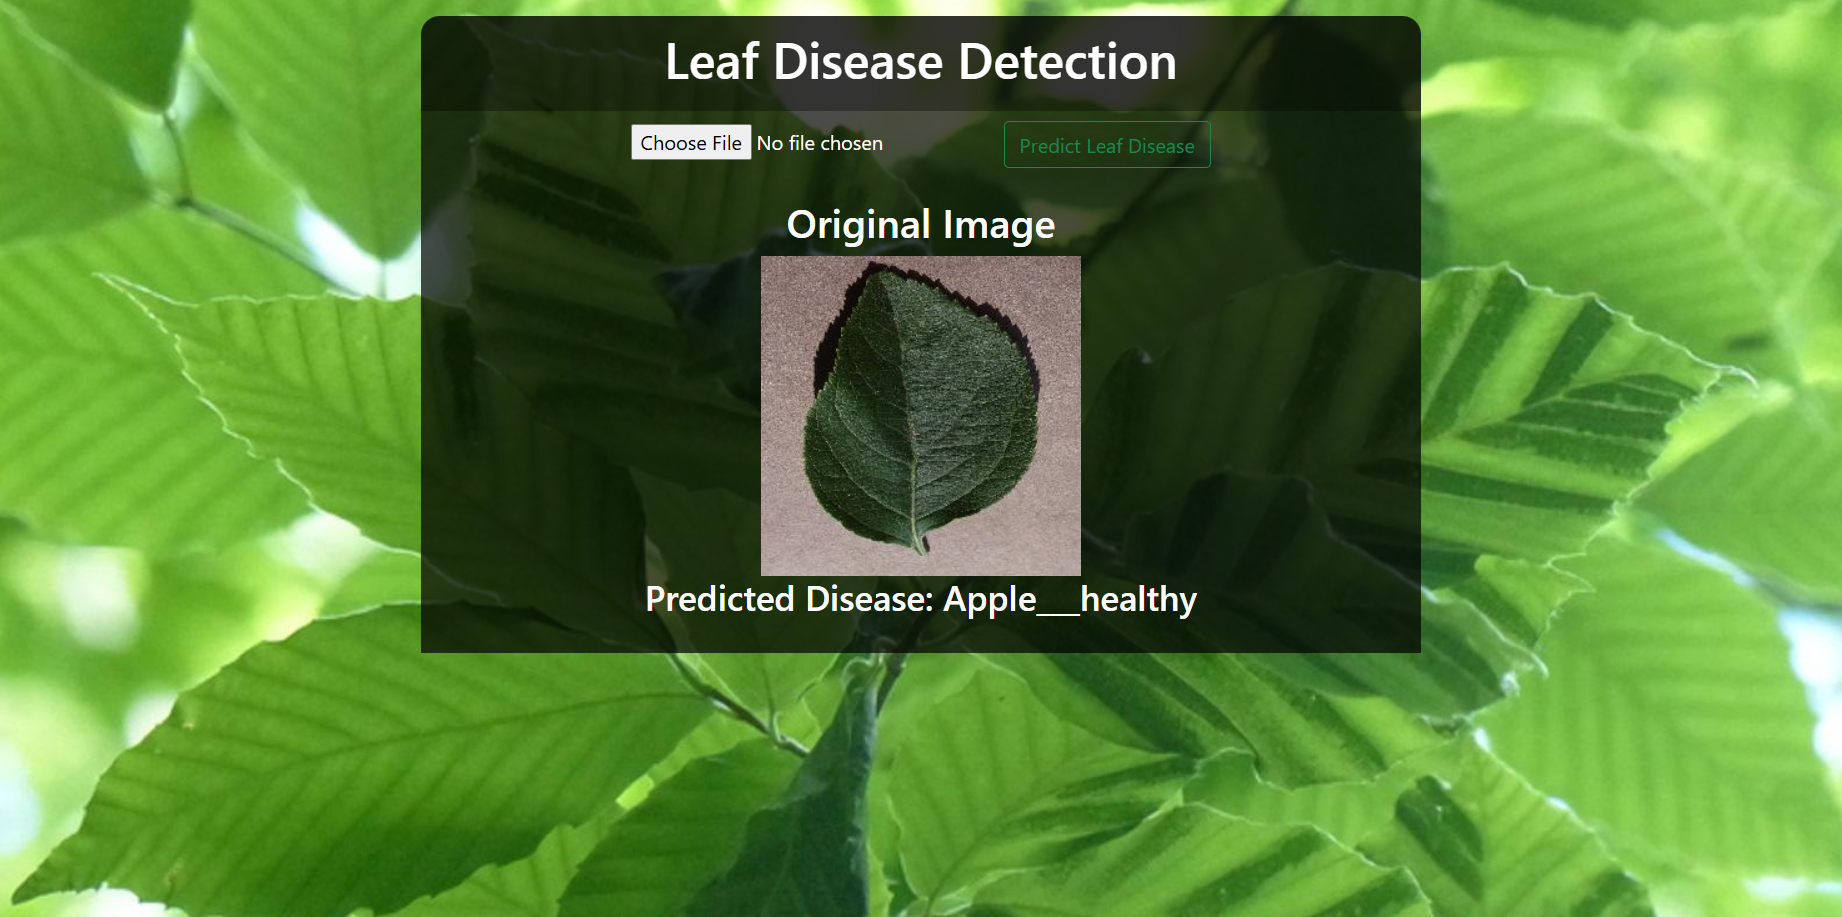 Leaf Disease Detection
Choose File No file chosen
Predict Leaf Disease
Original Image
Predicted Disease: Apple___healthy